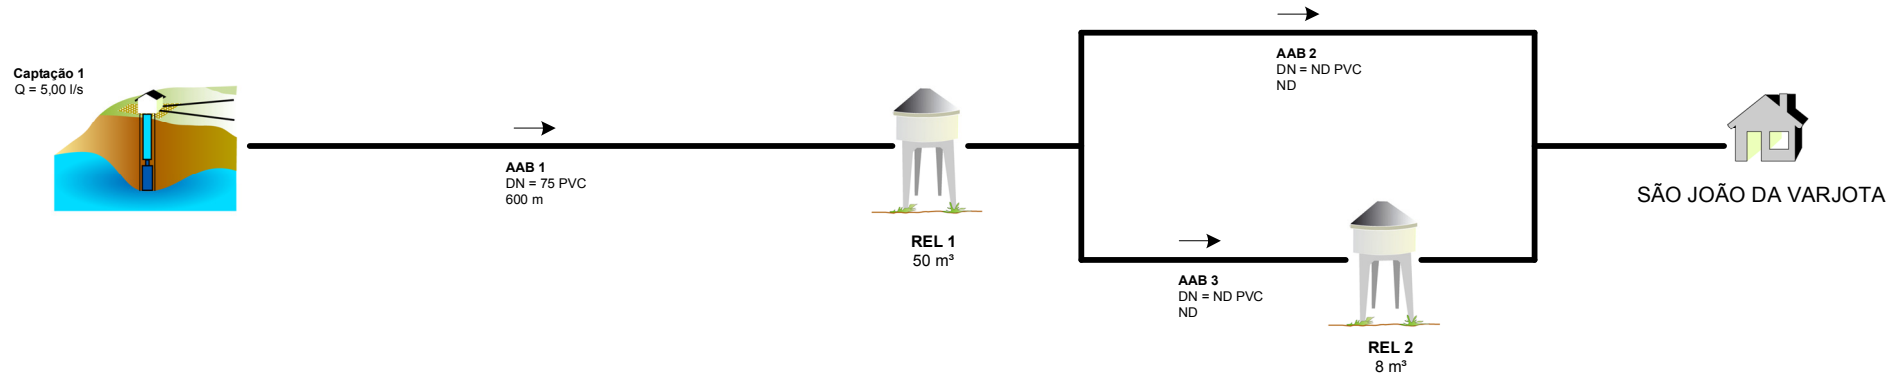 Captação 1
Q = 5,00 l/s
AAB 1
DN = 75 PVC
600 m
REL 1
50 m³
AAB 2
DN = ND PVC
ND
AAB 3
DN = ND PVC
ND
REL 2
8 m³
SÃO JOÃO DA VARJOTA